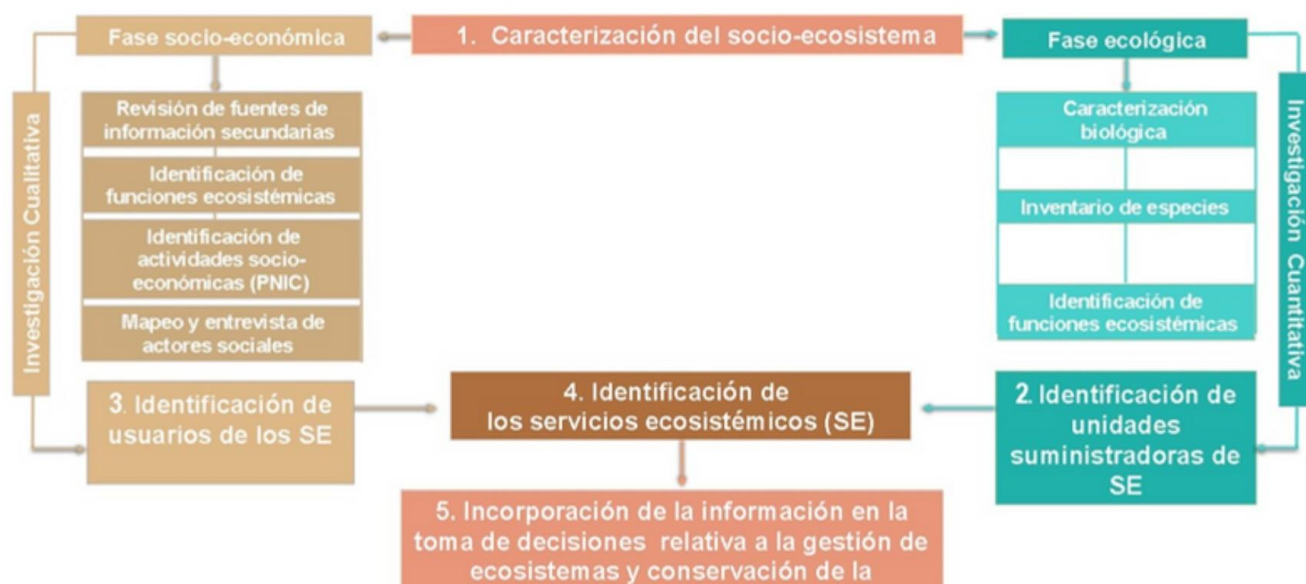 1. Caracterización del socio-ecosistema
Fase socio-económica
Investigación Cualitativa
Revisión de fuentes de
información secundarias
Identificación de
funciones ecosistémicas
Identificación de
actividades socio-
económicas (PNIC)
Mapeo y entrevista de
actores sociales
Fase ecológica
Investigación Cuantitativa
Caracterización
biológica
Inventario de especies
Identificación de
funciones ecosistémicas
2. Identificación de
unidades
suministradoras de
SE
3. Identificación de
usuarios de los SE
4. Identificación de
los servicios ecosistémicos (SE)
5. Incorporación de la información en la
toma de decisiones relativa a la gestión de
ecosistemas y conservación de la